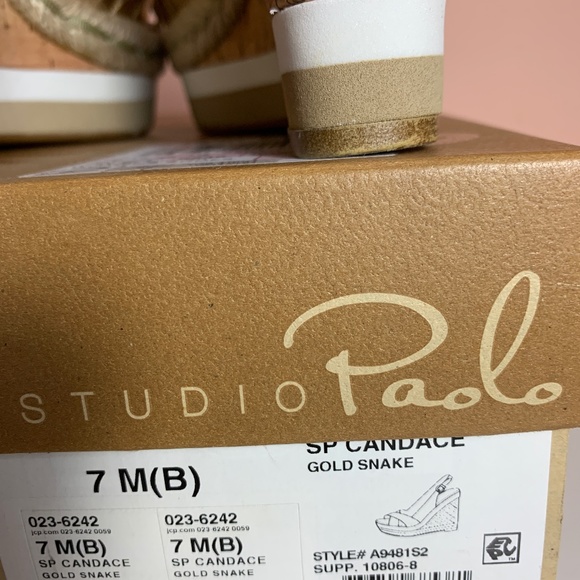 STUDIO Paolo
SP CANDACE
GOLD SNAKE
7 M(B)
023-6242
jcp.com 023 6242 0059
7 M(B)
SP CANDACE
GOLD SNAKE
023-6242
jcp.com 023 6242 0059
7 M(B)
SP CANDACE
GOLD SNAKE
STYLE# A9481S2
SUPP. 10806-8